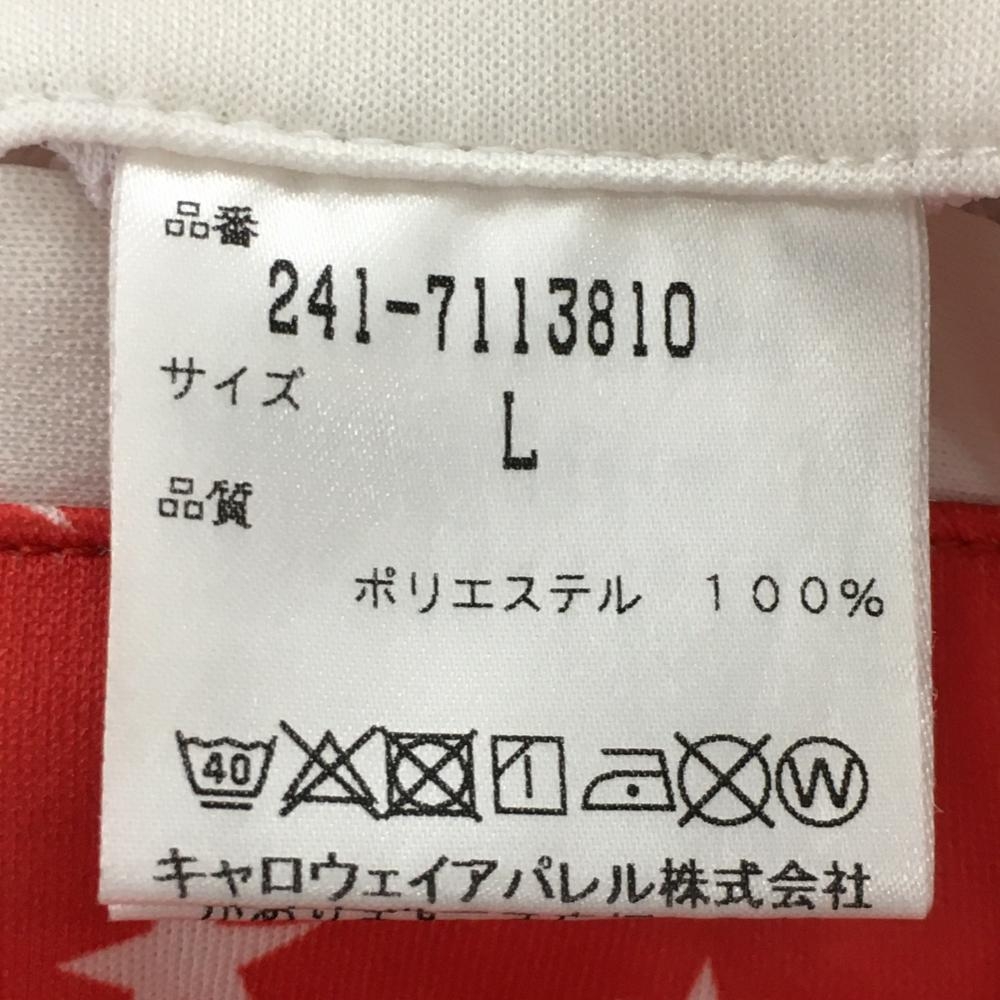 品番
241-7113810
サイズ
L
品質
ポリエステル 100%
40 W
キャロウェイアパレル株式会社